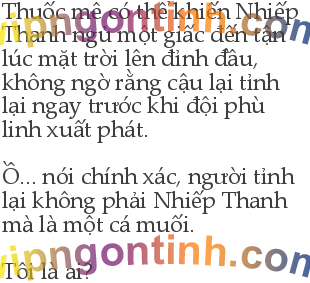 Thuốc mê có thể khiến Nhiếp
Thanh ngủ một giấc đến tận
lúc mặt trời lên đỉnh đầu,
không ngờ rằng cậu lại tỉnh
lại ngay trước khi đội phù
linh xuất phát.
Ồ... nói chính xác, người tỉnh
lại không phải Nhiếp Thanh
mà là một cá muối.
vipngontinh.com
Tôi là ai?